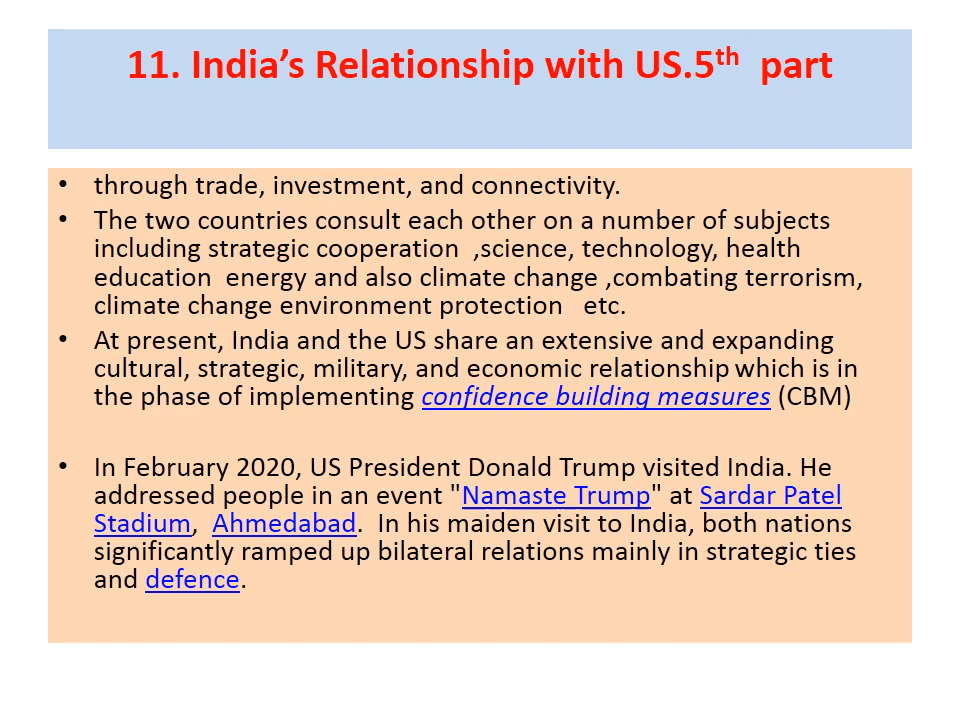 11. India’s Relationship with US.5th  part
• through trade, investment, and connectivity.
• The two countries consult each other on a number of subjects
including strategic cooperation  ,science, technology, health
education  energy and also climate change ,combating terrorism,
climate change environment protection   etc.
• At present, India and the US share an extensive and expanding
cultural, strategic, military, and economic relationship which is in
the phase of implementing confidence building measures (CBM)
• In February 2020, US President Donald Trump visited India. He
addressed people in an event "Namaste Trump" at Sardar Patel
Stadium,  Ahmedabad.  In his maiden visit to India, both nations
significantly ramped up bilateral relations mainly in strategic ties
and defence.